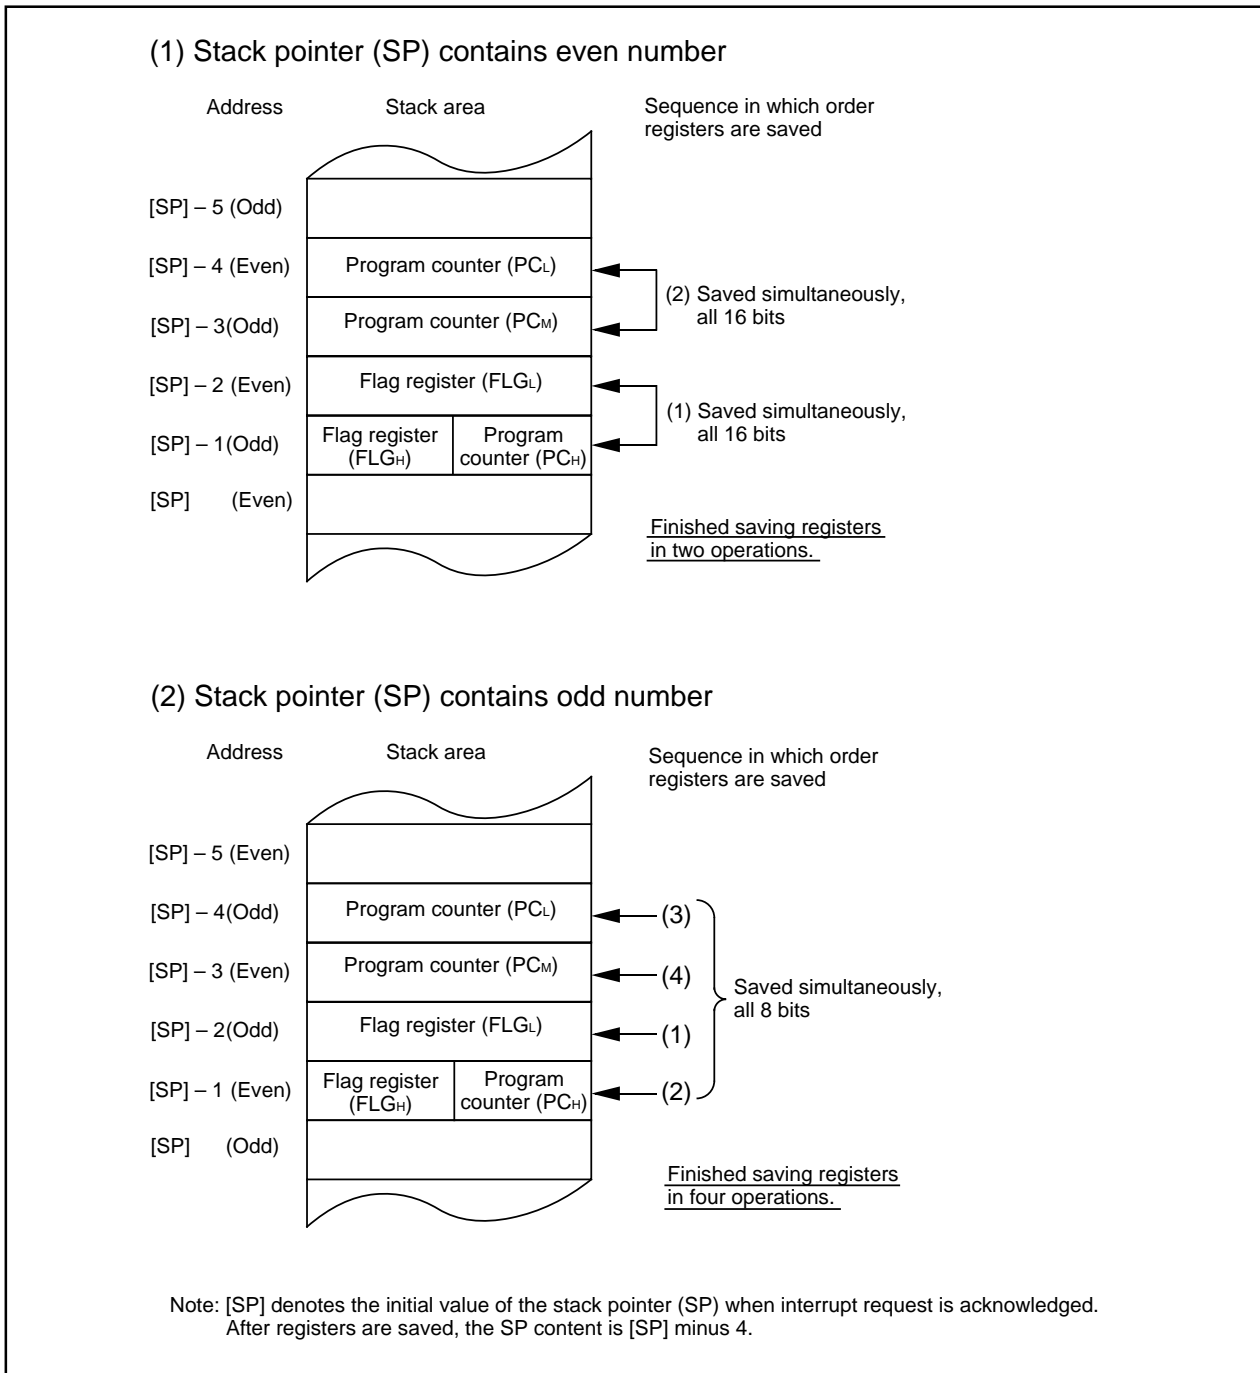 (1) Stack pointer (SP) contains even number
Address
Stack area
Sequence in which order
registers are saved
[SP] – 5 (Odd)
[SP] – 4 (Even)
Program counter (PCL)
[SP] – 3(Odd)
Program counter (PCM)
(2) Saved simultaneously,
all 16 bits
[SP] – 2 (Even)
Flag register (FLGL)
[SP] – 1(Odd)
Flag register
(FLGH)
Program
counter (PCH)
(1) Saved simultaneously,
all 16 bits
[SP] (Even)
Finished saving registers
in two operations.
(2) Stack pointer (SP) contains odd number
Address
Stack area
Sequence in which order
registers are saved
[SP] – 5 (Even)
[SP] – 4(Odd)
Program counter (PCL)
(3)
[SP] – 3 (Even)
Program counter (PCM)
(4)
Saved simultaneously,
all 8 bits
[SP] – 2(Odd)
Flag register (FLGL)
(1)
[SP] – 1 (Even)
Flag register
(FLGH)
Program
counter (PCH)
(2)
[SP] (Odd)
Finished saving registers
in four operations.
Note: [SP] denotes the initial value of the stack pointer (SP) when interrupt request is acknowledged.
After registers are saved, the SP content is [SP] minus 4.